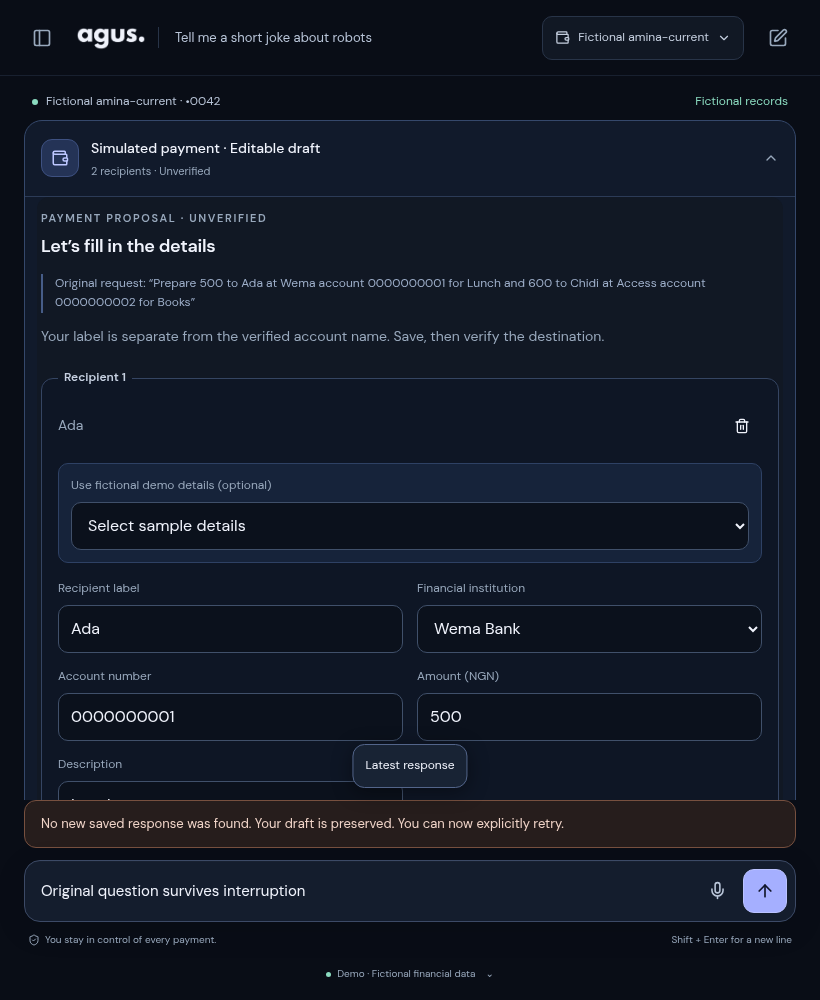 agus.
Tell me a short joke about robots
Fictional amina-current
Fictional amina-current · •0042
Fictional records
Simulated payment · Editable draft
2 recipients · Unverified
PAYMENT PROPOSAL · UNVERIFIED
Let’s fill in the details
Original request: “Prepare 500 to Ada at Wema account 0000000001 for Lunch and 600 to Chidi at Access account
0000000002 for Books”
Your label is separate from the verified account name. Save, then verify the destination.
Recipient 1
Ada
Use fictional demo details (optional)
Select sample details
Recipient label
Financial institution
Ada
Wema Bank
Account number
Amount (NGN)
0000000001
500
Description
Latest response
No new saved response was found. Your draft is preserved. You can now explicitly retry.
Original question survives interruption
You stay in control of every payment.
Shift + Enter for a new line
Demo · Fictional financial data